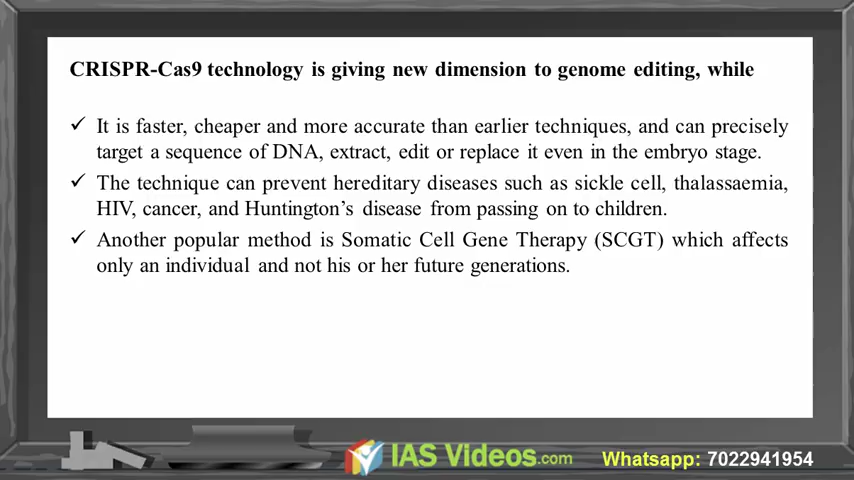 CRISPR-Cas9 technology is giving new dimension to genome editing, while
✓ It is faster, cheaper and more accurate than earlier techniques, and can precisely
target a sequence of DNA, extract, edit or replace it even in the embryo stage.
✓ The technique can prevent hereditary diseases such as sickle cell, thalassaemia,
HIV, cancer, and Huntington's disease from passing on to children.
✓ Another popular method is Somatic Cell Gene Therapy (SCGT) which affects
only an individual and not his or her future generations.
IAS Videos.com
Whatsapp: 7022941954